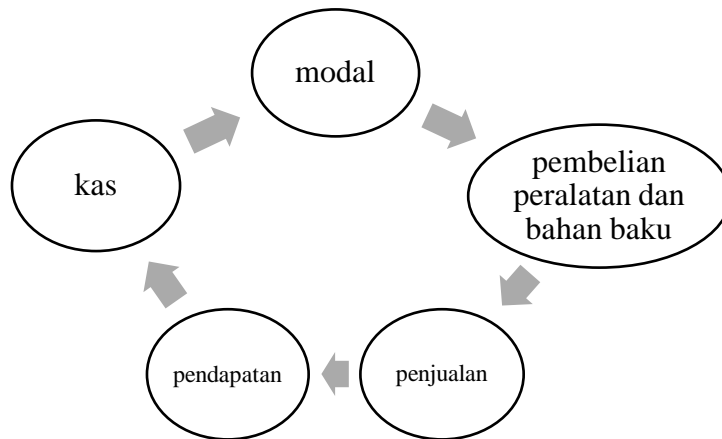 modal
pembelian
peralatan dan
bahan baku
penjualan
pendapatan
kas